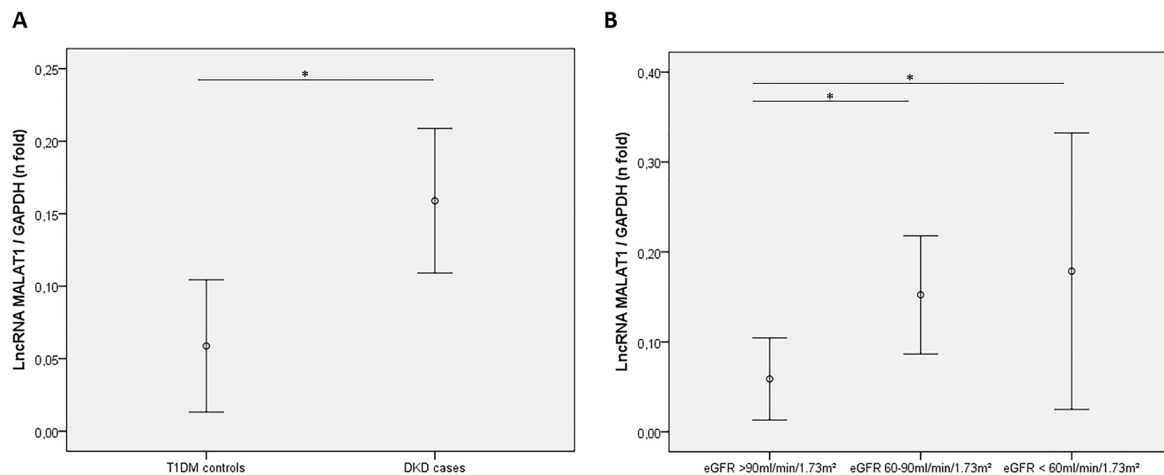 A
LncRNA MALAT1 / GAPDH (n fold)
0,25
0,20
0,15
0,10
0,05
0,00
*
T1DM controls
DKD cases
B
LncRNA MALAT1 / GAPDH (n fold)
0,40
0,30
0,20
0,10
0,00
*
*
eGFR >90ml/min/1.73m²
eGFR 60-90ml/min/1.73m²
eGFR < 60ml/min/1.73m²